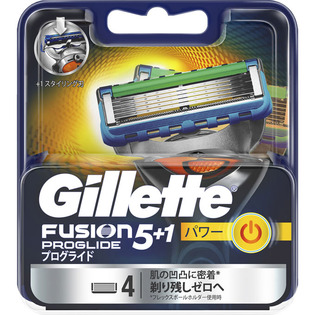 +1スタイリング刃
Gillette
FUSION 5+1
PROGLIDE
プログライド
パワー
4
肌の凹凸に密着*
剃り残しゼロへ
*フレックスボールホルダー使用時